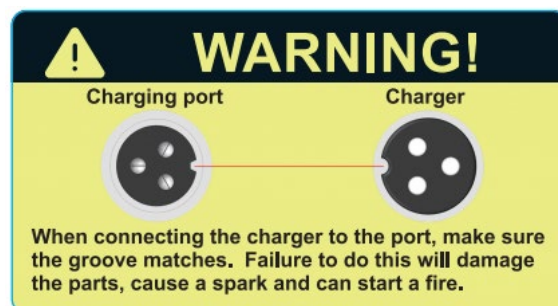 WARNING!
Charging port Charger
When connecting the charger to the port, make sure
the groove matches. Failure to do this will damage
the parts, cause a spark and can start a fire.